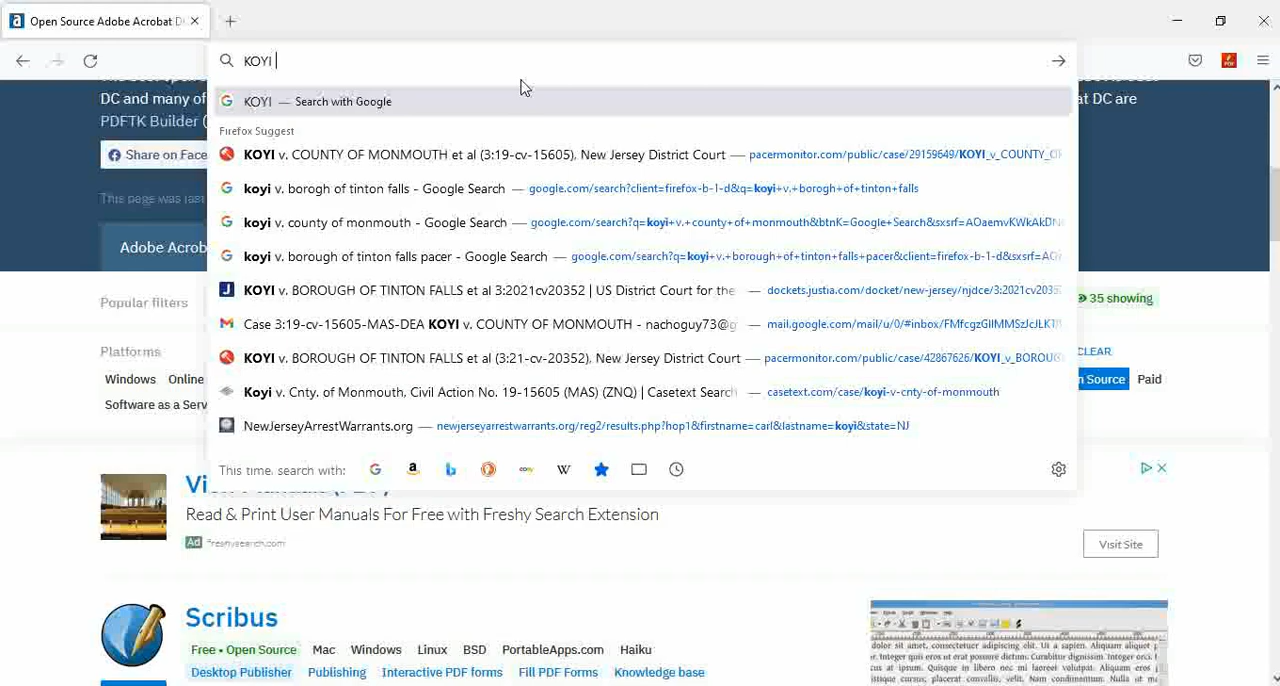 Open Source Adobe Acrobat D
KOYI
DC and many of
at DC are
PDFTK Builder (
Share on Face
This page was last
Adobe Acrob
KOYI — Search with Google
Firefox Suggest
KOYI v. COUNTY OF MONMOUTH et al (3:19-cv-15605), New Jersey District Court — pacermonitor.com/public/case/29159649/KOYI_v_COUNTY_
koyi v. borogh of tinton falls - Google Search — google.com/search?client=firefox-b-1-d&q=koyi+v.+borogh+of+tinton+falls
koyi v. county of monmouth - Google Search — google.com/search?q=koyi+v.+county+of+monmouth&btnK=Google+Search&sxsrf=AOaemvKWkAkDN
koyi v. borough of tinton falls pacer - Google Search — google.com/search?q=koyi+v.+borough+of+tinton+falls+pacer&client=firefox-b-1-d&sxsrf=AO
KOYI v. BOROUGH OF TINTON FALLS et al 3:2021cv20352 | US District Court for the — dockets.justia.com/docket/new-jersey/njdce/3:2021cv2035
Case 3:19-cv-15605-MAS-DEA KOYI v. COUNTY OF MONMOUTH - nachoguy73@g — mail.google.com/mail/u/0/#inbox/
KOYI v. BOROUGH OF TINTON FALLS et al (3:21-cv-20352), New Jersey District Court — pacermonitor.com/public/case/42867626/KOYI_v_BOROUG
Koyi v. Cnty. of Monmouth, Civil Action No. 19-15605 (MAS) (ZNQ) | Casetext Search — casetext.com/case/koyi-v-cnty-of-monmouth
NewJerseyArrestWarrants.org — newjerseyarrestwarrants.org/reg2/results.php?hop1&firstname=carl&lastname=koyi&state=NJ
This time, search with:
Popular filters
35 showing
Platforms
CLEAR
Windows Online
n Source Paid
Software as a Serv
Read & Print User Manuals For Free with Freshy Search Extension
Ad freshysearch.com
Visit Site
Scribus
Free • Open Source Mac Windows Linux BSD PortableApps.com Haiku
Desktop Publisher Publishing Interactive PDF forms Fill PDF Forms Knowledge base